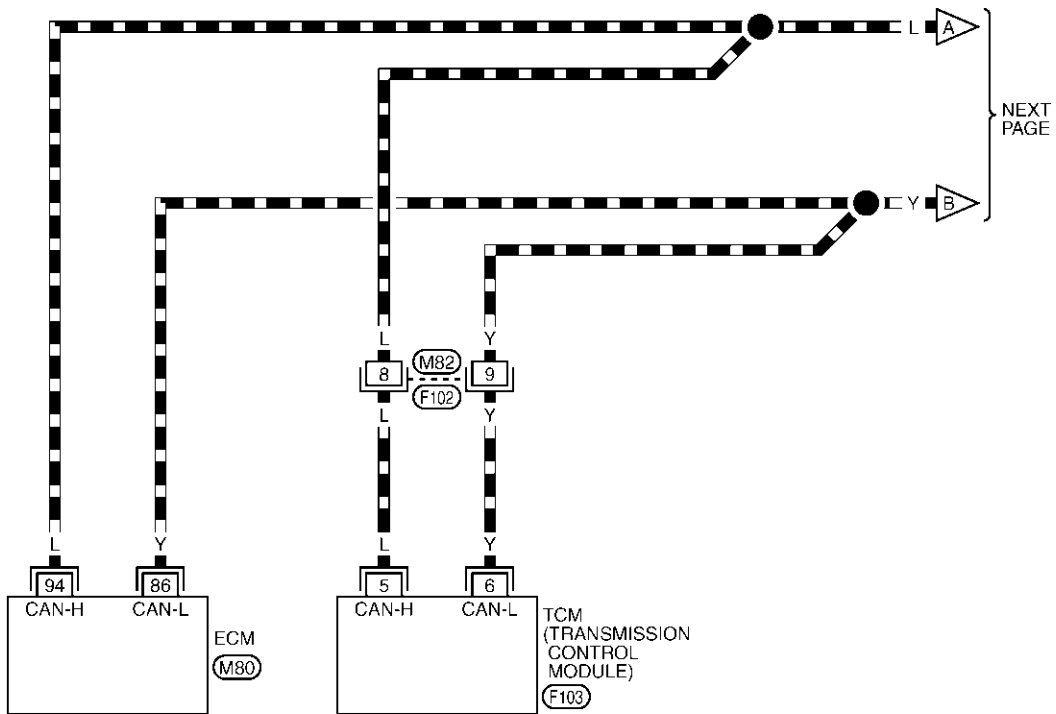 L A
NEXT
PAGE
Y B
L Y
8 M82 9
F102
L Y
L Y L Y
94 86 5 6
CAN-H CAN-L CAN-H CAN-L
ECM
M80
TCM
(TRANSMISSION
CONTROL
MODULE)
F103